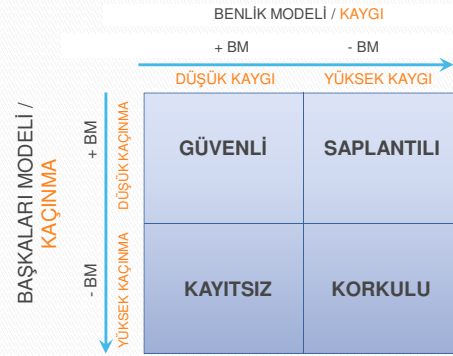 BENLİK MODELİ / KAYGI
+ BM
- BM
DÜŞÜK KAYGI
YÜKSEK KAYGI
BAŞKALARI MODELİ /
KAÇINMA
+ BM
- BM
DÜŞÜK KAÇINMA
YÜKSEK KAÇINMA
GÜVENLİ
SAPLANTILI
KAYITSIZ
KORKULU